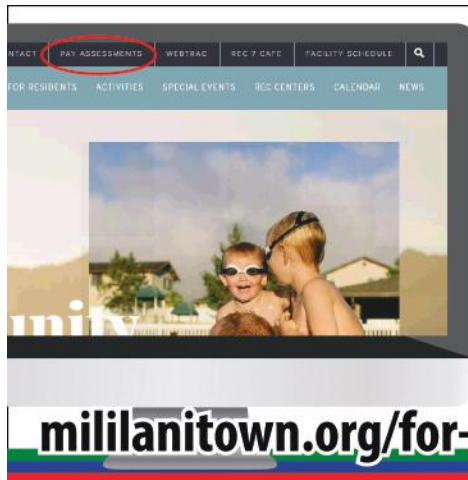 NTACT PAY ASSESSMENTS WEBTRAC REC 7 CAFE FACILITY SCHEDULE
FOR RESIDENTS ACTIVITIES SPECIAL EVENTS REC CENTERS CALENDAR NEWS
unity
mililanitown.org/for-